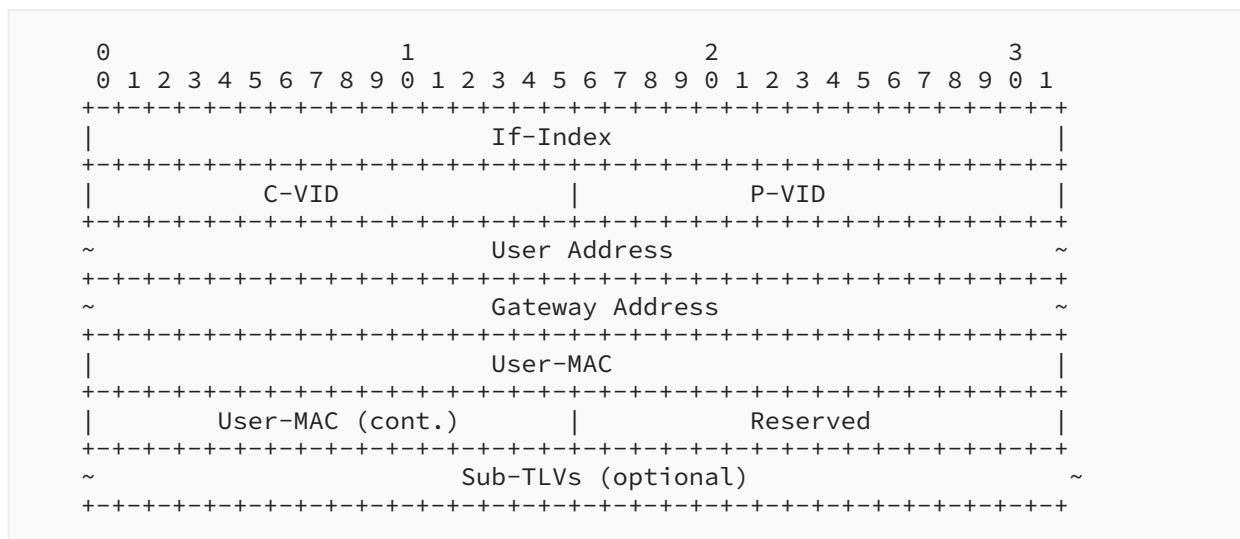 0                   1                   2                   3
 0 1 2 3 4 5 6 7 8 9 0 1 2 3 4 5 6 7 8 9 0 1 2 3 4 5 6 7 8 9 0 1
+-+-+-+-+-+-+-+-+-+-+-+-+-+-+-+-+-+-+-+-+-+-+-+-+-+-+-+-+-+-+-+-+
|                          If-Index                             |
+-+-+-+-+-+-+-+-+-+-+-+-+-+-+-+-+-+-+-+-+-+-+-+-+-+-+-+-+-+-+-+-+
|           C-VID               |           P-VID               |
+-+-+-+-+-+-+-+-+-+-+-+-+-+-+-+-+-+-+-+-+-+-+-+-+-+-+-+-+-+-+-+-+
~                          User Address                         ~
+-+-+-+-+-+-+-+-+-+-+-+-+-+-+-+-+-+-+-+-+-+-+-+-+-+-+-+-+-+-+-+-+
~                          Gateway Address                      ~
+-+-+-+-+-+-+-+-+-+-+-+-+-+-+-+-+-+-+-+-+-+-+-+-+-+-+-+-+-+-+-+-+
|                          User-MAC                             |
+-+-+-+-+-+-+-+-+-+-+-+-+-+-+-+-+-+-+-+-+-+-+-+-+-+-+-+-+-+-+-+-+
|        User-MAC (cont.)       |           Reserved            |
+-+-+-+-+-+-+-+-+-+-+-+-+-+-+-+-+-+-+-+-+-+-+-+-+-+-+-+-+-+-+-+-+
~                        Sub-TLVs (optional)                     ~
+-+-+-+-+-+-+-+-+-+-+-+-+-+-+-+-+-+-+-+-+-+-+-+-+-+-+-+-+-+-+-+-+